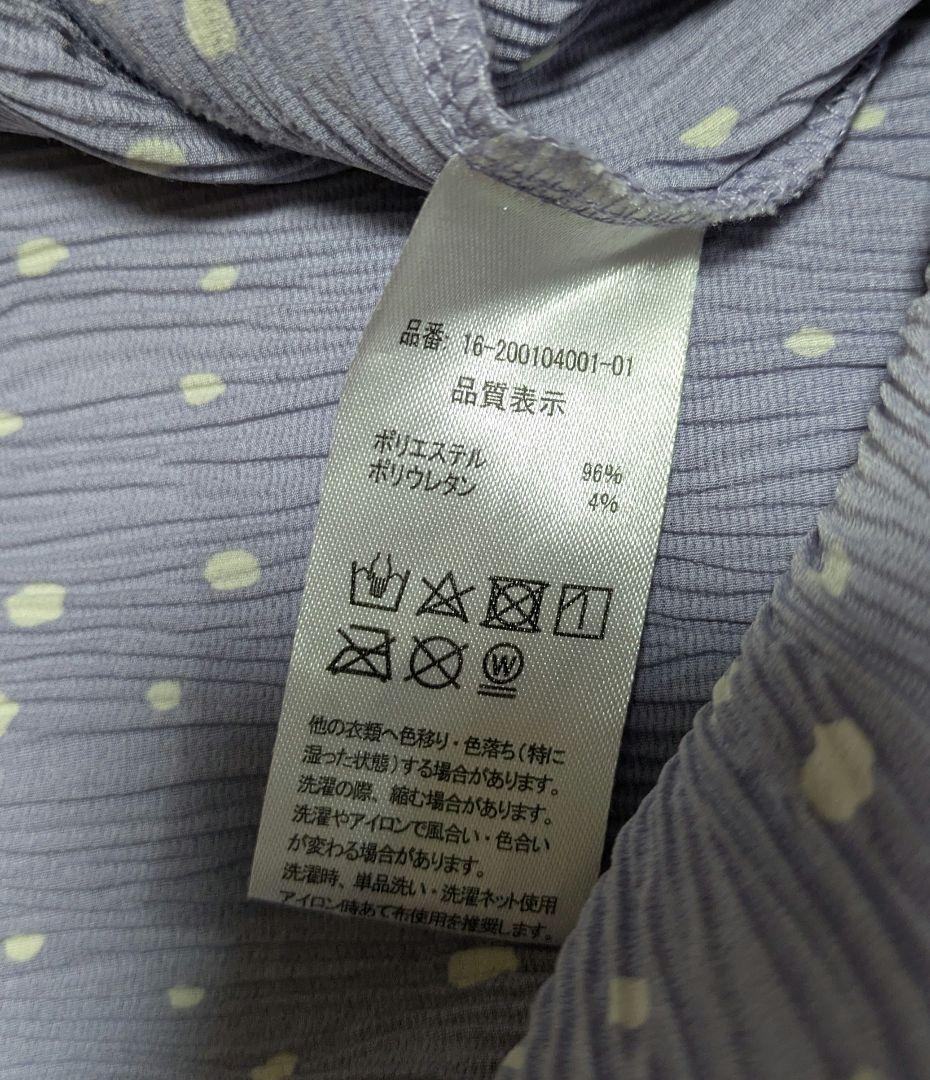 品番: 16-200104001-01
品質表示
ポリエステル 96%
ポリウレタン 4%
W
他の衣類へ色移り・色落ち(特に
湿った状態)する場合があります。
洗濯の際、縮む場合があります。
洗濯やアイロンで風合い・色合い
が変わる場合があります。
洗濯時、単品洗い・洗濯ネット使用
アイロン時あて布使用を推奨します。